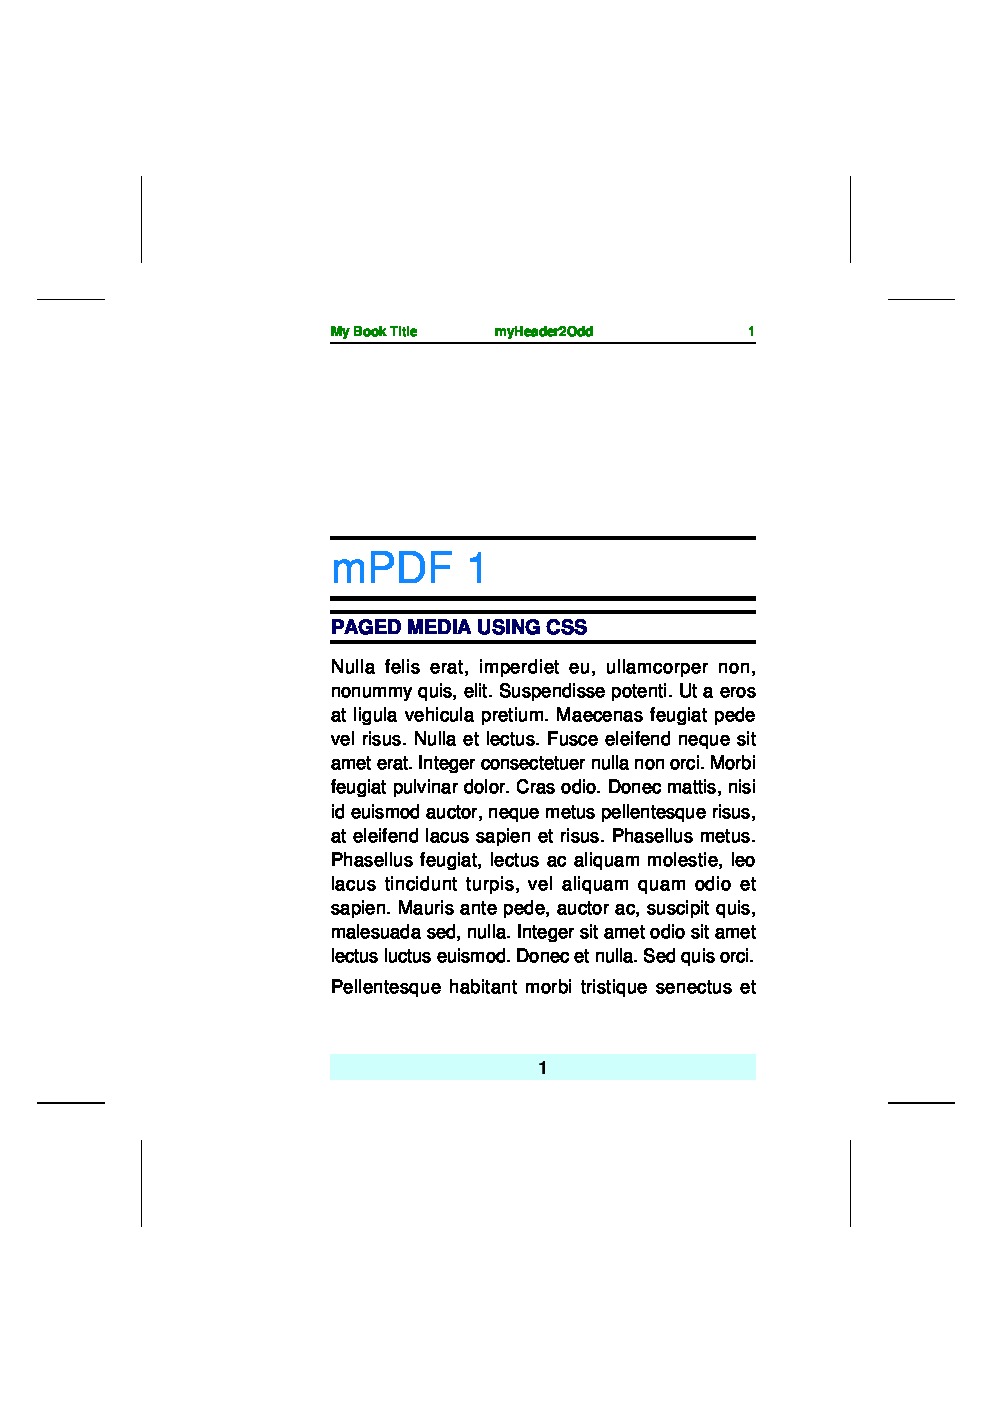 My Book Title myHeader2Odd 1
mPDF 1
PAGED MEDIA USING CSS
Nulla felis erat, imperdiet eu, ullamcorper non,
nonummy quis, elit. Suspendisse potenti. Ut a eros
at ligula vehicula pretium. Maecenas feugiat pede
vel risus. Nulla et lectus. Fusce eleifend neque sit
amet erat. Integer consectetuer nulla non orci. Morbi
feugiat pulvinar dolor. Cras odio. Donec mattis, nisi
id euismod auctor, neque metus pellentesque risus,
at eleifend lacus sapien et risus. Phasellus metus.
Phasellus feugiat, lectus ac aliquam molestie, leo
lacus tincidunt turpis, vel aliquam quam odio et
sapien. Mauris ante pede, auctor ac, suscipit quis,
malesuada sed, nulla. Integer sit amet odio sit amet
lectus luctus euismod. Donec et nulla. Sed quis orci.
Pellentesque habitant morbi tristique senectus et
1